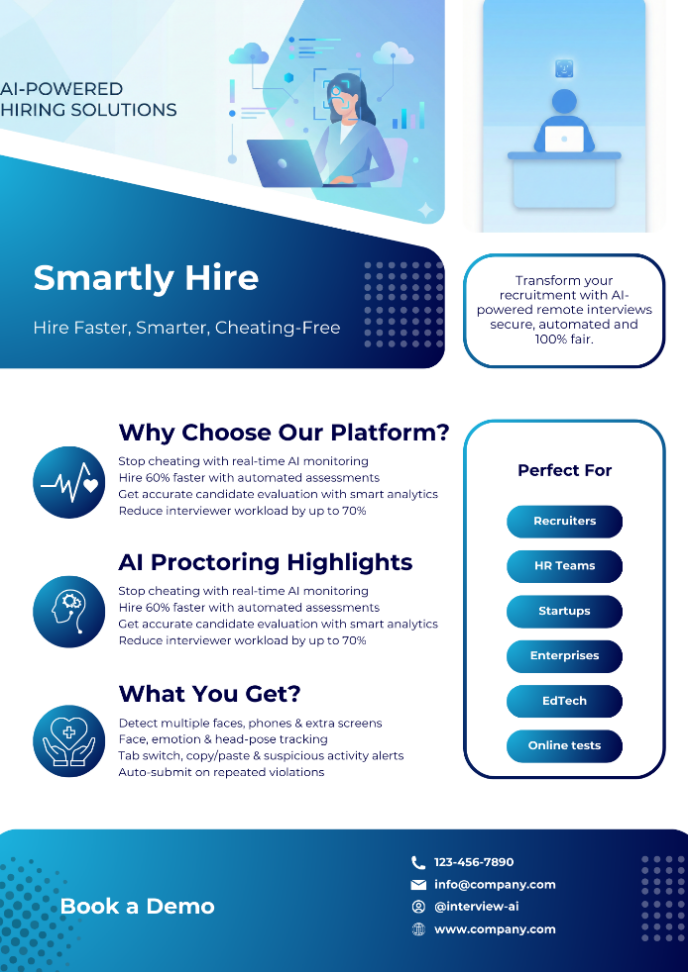 AI-POWERED
HIRING SOLUTIONS
Smartly Hire
Hire Faster, Smarter, Cheating-Free
Transform your
recruitment with AI-
powered remote interviews
secure, automated and
100% fair.
Why Choose Our Platform?
Stop cheating with real-time AI monitoring
Hire 60% faster with automated assessments
Get accurate candidate evaluation with smart analytics
Reduce interviewer workload by up to 70%
AI Proctoring Highlights
Stop cheating with real-time AI monitoring
Hire 60% faster with automated assessments
Get accurate candidate evaluation with smart analytics
Reduce interviewer workload by up to 70%
What You Get?
Detect multiple faces, phones & extra screens
Face, emotion & head-pose tracking
Tab switch, copy/paste & suspicious activity alerts
Auto-submit on repeated violations
Perfect For
Recruiters
HR Teams
Startups
Enterprises
EdTech
Online tests
Book a Demo
123-456-7890
info@company.com
@interview-ai
www.company.com